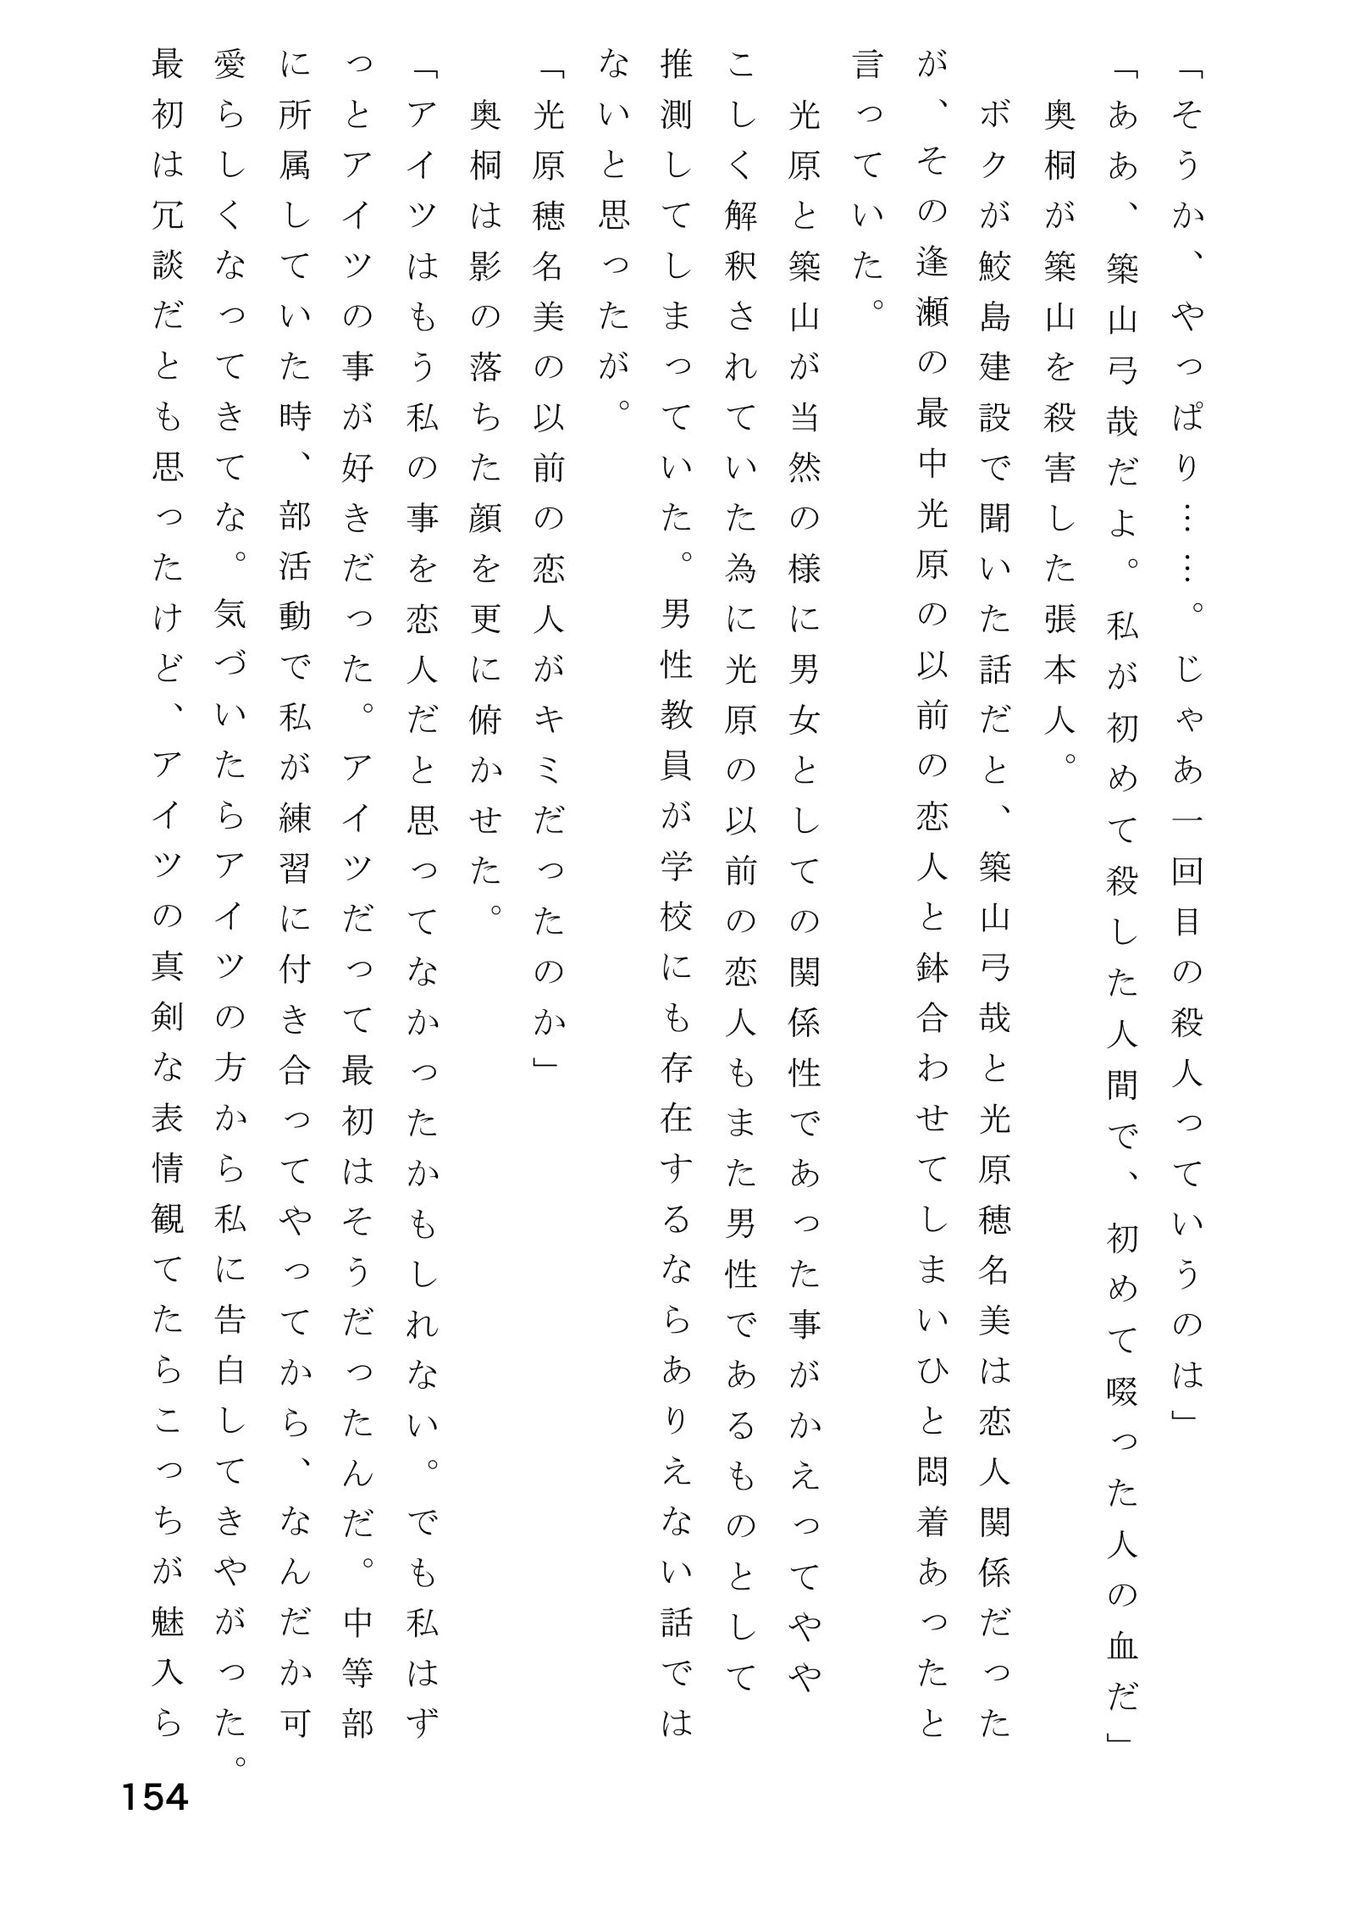 「そうか、やっぱり……。じゃあ一回目の殺人っていうのは」
「ああ、築山弓哉だよ。私が初めて殺した人間で、初めて啜った人の血だ」
　奥桐が築山を殺害した張本人。
　ボクが鮫島建設で聞いた話だと、築山弓哉と光原穂名美は恋人関係だった
が、その逢瀬の最中光原の以前の恋人と鉢合わせてしまいひと悶着あったと
言っていた。
　光原と築山が当然の様に男女としての関係性であった事がかえってやや
こしく解釈されていた為に光原の以前の恋人もまた男性であるものとして
推測してしまっていた。男性教員が学校にも存在するならありえない話では
ないと思ったが。
「光原穂名美の以前の恋人がキミだったのか」
　奥桐は影の落ちた顔を更に俯かせた。
「アイツはもう私の事を恋人だと思ってなかったかもしれない。でも私はず
っとアイツの事が好きだった。アイツだって最初はそうだったんだ。中等部
に所属していた時、部活動で私が練習に付き合ってやってから、なんだか可
愛らしくなってきてな。気づいたらアイツの方から私に告白してきやがった。
最初は冗談だとも思ったけど、アイツの真剣な表情観てたらこっちが魅入ら
154